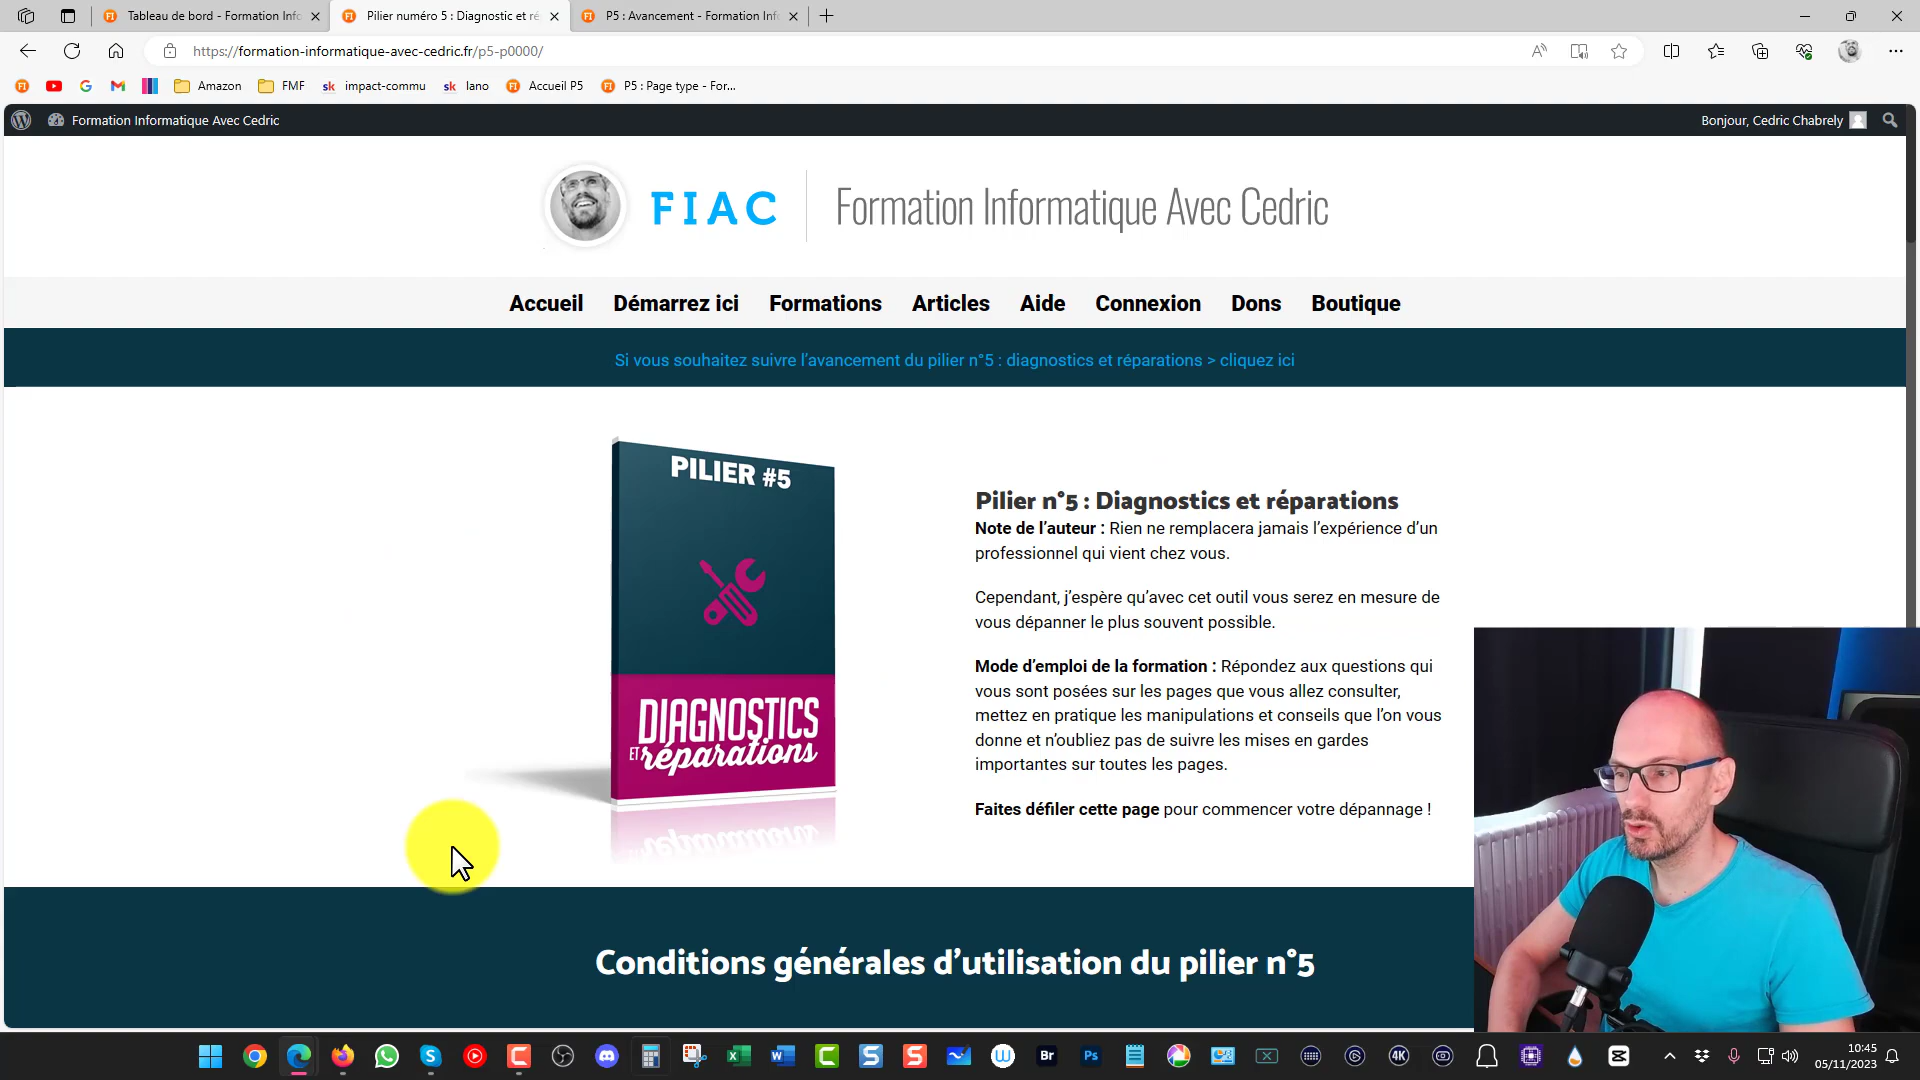 Tableau de bord - Formation Info
Pilier numéro 5 : Diagnostic et ré
P5 : Avancement - Formation Inf
https://formation-informatique-avec-cedric.fr/p5-p0000/
Amazon
FMF
sk impact-commu
sk lano
Accueil P5
P5 : Page type - For...
Formation Informatique Avec Cedric
Bonjour, Cedric Chabrely
FIAC
Formation Informatique Avec Cedric
Accueil Démarrez ici Formations Articles Aide Connexion Dons Boutique
Si vous souhaitez suivre l'avancement du pilier n°5 : diagnostics et réparations > cliquez ici
PILIER #5
DIAGNOSTICS
ET réparations
Pilier n°5 : Diagnostics et réparations
Note de l'auteur : Rien ne remplacera jamais l'expérience d'un
professionnel qui vient chez vous.
Cependant, j'espère qu'avec cet outil vous serez en mesure de
vous dépanner le plus souvent possible.
Mode d'emploi de la formation : Répondez aux questions qui
vous sont posées sur les pages que vous allez consulter,
mettez en pratique les manipulations et conseils que l'on vous
donne et n'oubliez pas de suivre les mises en gardes
importantes sur toutes les pages.
Faites défiler cette page pour commencer votre dépannage !
Conditions générales d'utilisation du pilier n°5
Br
Ps
4K
10:45
05/11/2023